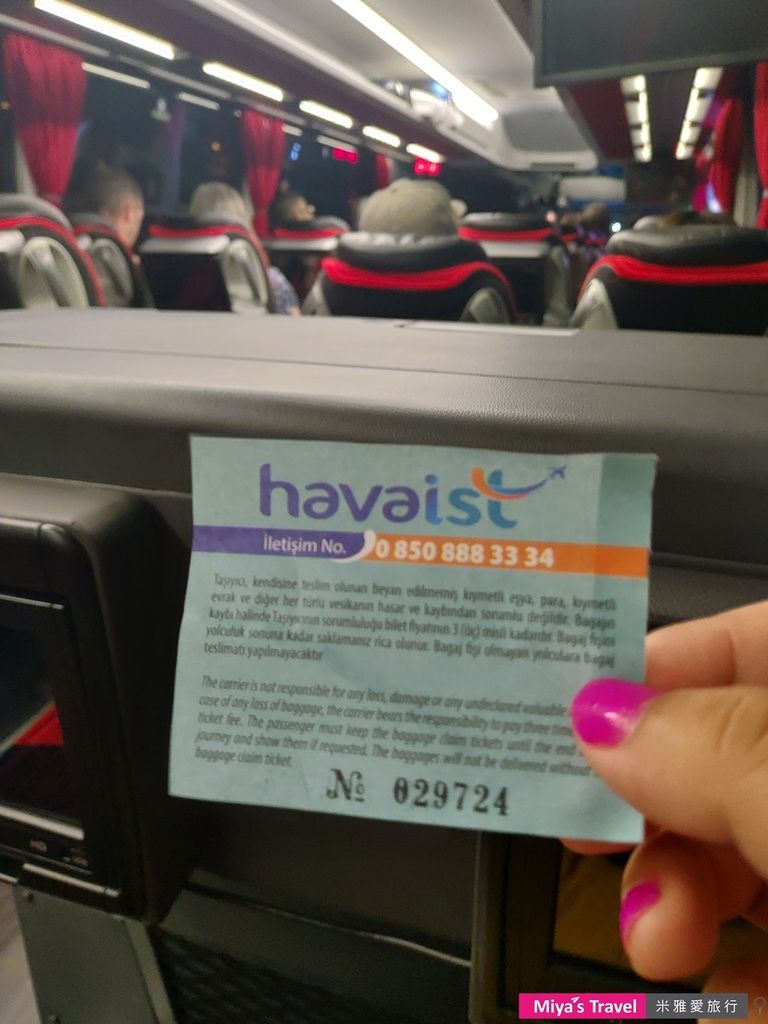 havaist
İletişim No. 0 850 888 33 34
Taşıyıcı, kendisine teslim olunan beyan edilmemiş kıymetli eşya, para, kıymetli
evrak ve diğer her türlü vesikanın hasar ve kaybından sorumlu değildir. Bagajın
kaybı halinde Taşıyıcının sorumluluğu bilet fiyatının 3 (üç) misli kadardır. Bagaj fişini
yolculuk sonuna kadar saklamanız rica olunur. Bagaj fişi olmayan yolculara bagaj
teslimatı yapılmayacaktır
The carrier is not responsible for any loss, damage or any undeclared valuable
case of any loss of baggage, the carrier bears the responsibility to pay three
ticket fee. The passenger must keep the baggage claim tickets until the end
journey and show them if requested. The baggages will not be delivered without
baggage claim ticket.
№ 029724
Miya's Travel 米雅愛旅行